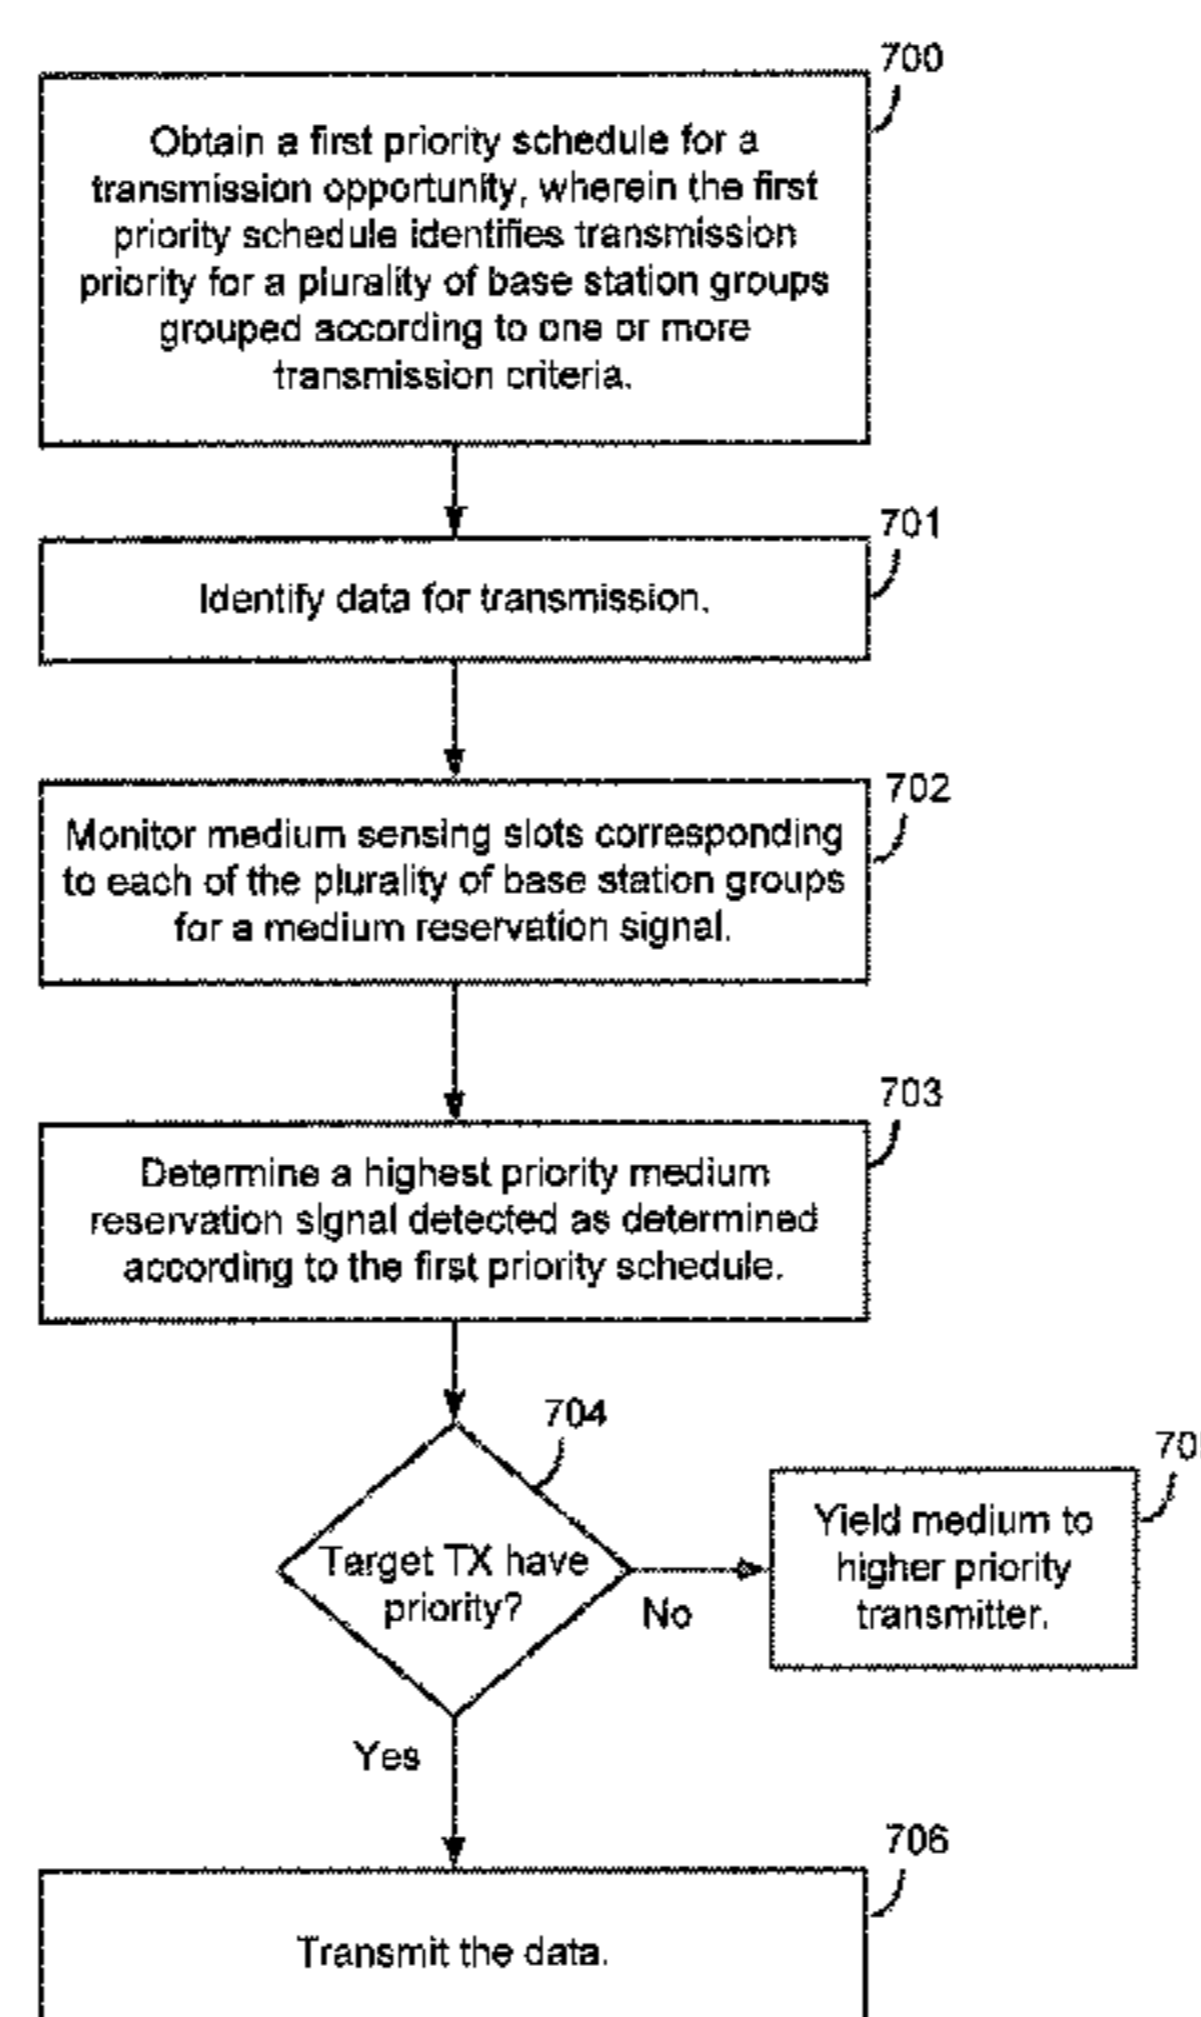 700
Obtain a first priority schedule for a
transmission opportunity, wherein the first
priority schedule identifies transmission
priority for a plurality of base station groups
grouped according to one or more
transmission criteria.
701
Identify data for transmission.
702
Monitor medium sensing slots corresponding
to each of the plurality of base station groups
for a medium reservation signal.
703
Determine a highest priority medium
reservation signal detected as determined
according to the first priority schedule.
704
Target TX have
priority?
No
Yield medium to
higher priority
transmitter.
Yes
706
Transmit the data.